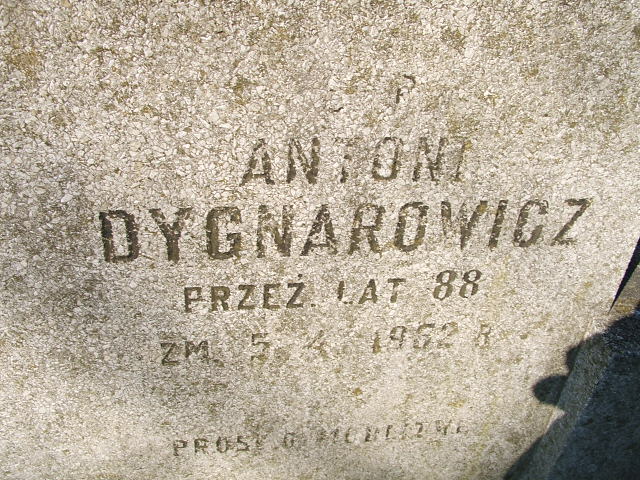 Ś P
ANTONI
DYGNAROWICZ
PRZEŻ. LAT 88
ZM. 5. 4. 1962 R
PROSI O MODLITWĘ